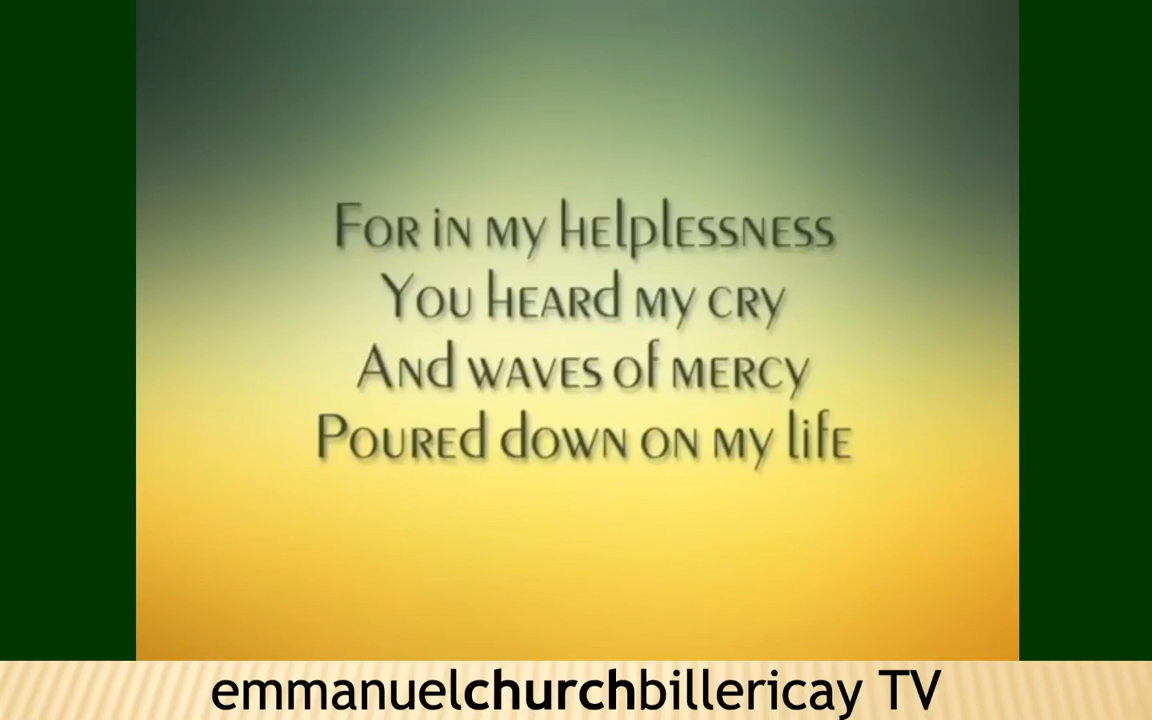 For in my helplessness
You heard my cry
And waves of mercy
Poured down on my life
emmanuelchurchbillericay TV